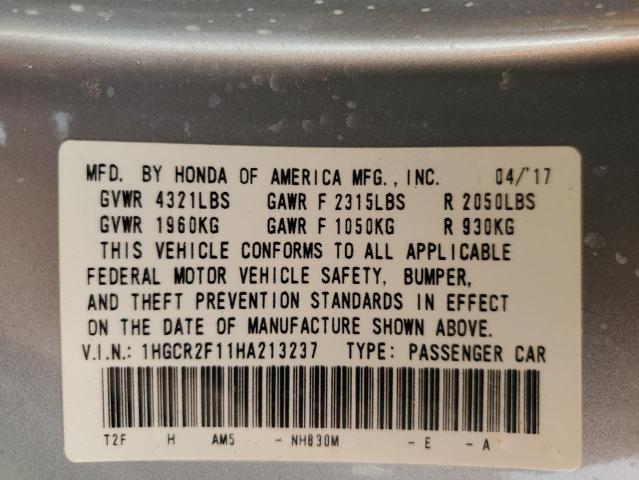 MFD. BY HONDA OF AMERICA MFG., INC. 04/'17
GVWR 4321LBS GAWR F 2315LBS R 2050LBS
GVWR 1960KG GAWR F 1050KG R 930KG
THIS VEHICLE CONFORMS TO ALL APPLICABLE
FEDERAL MOTOR VEHICLE SAFETY, BUMPER,
AND THEFT PREVENTION STANDARDS IN EFFECT
ON THE DATE OF MANUFACTURE SHOWN ABOVE.
V.I.N.: 1HGCR2F11HA213237 TYPE: PASSENGER CAR
T2F H AM5 - NH830M - E - A